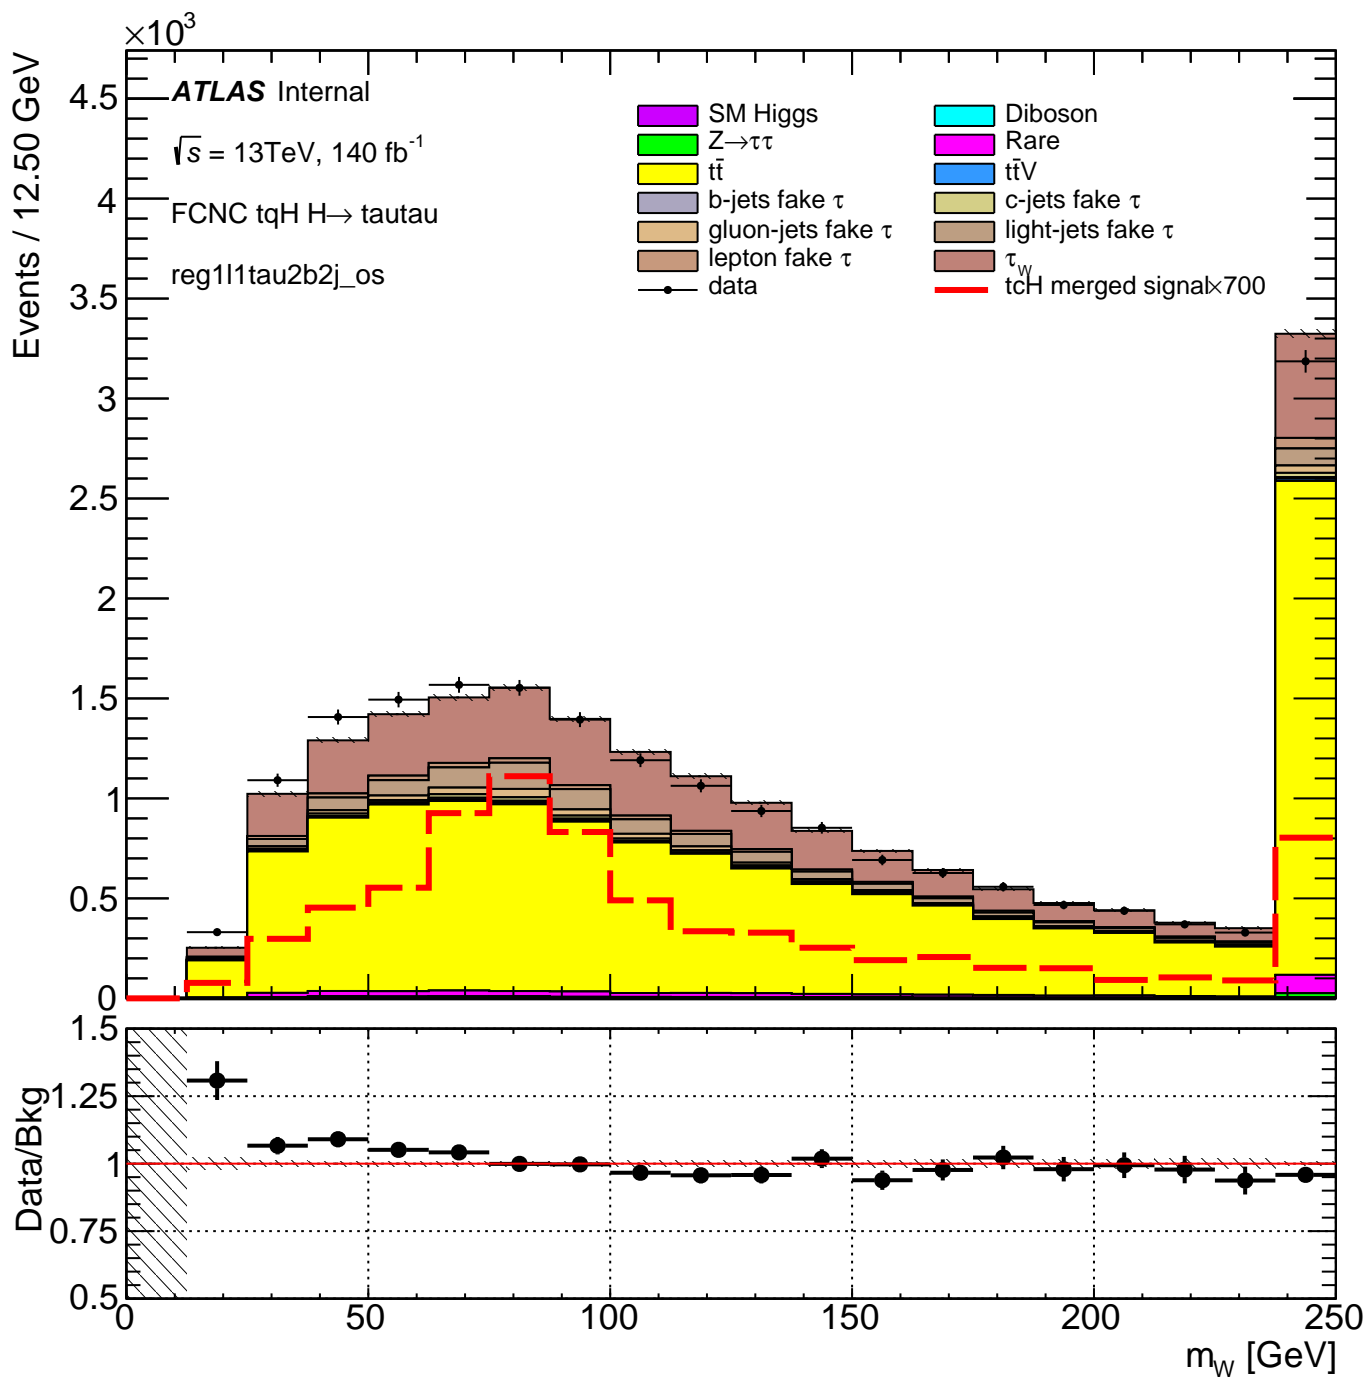 ×10³
Events / 12.50 GeV
4.5
4
3.5
3
2.5
2
1.5
1
0.5
0
ATLAS Internal
√s = 13TeV, 140 fb⁻¹
FCNC tqH H→ tautau
reg1l1tau2b2j_os
SM Higgs
Z→ττ
tt̄
b-jets fake τ
gluon-jets fake τ
lepton fake τ
data
Diboson
Rare
tt̄V
c-jets fake τ
light-jets fake τ
τ_W
tcH merged signal×700
Data/Bkg
1.5
1.25
1
0.75
0.5
0 50 100 150 200 250
m_W [GeV]